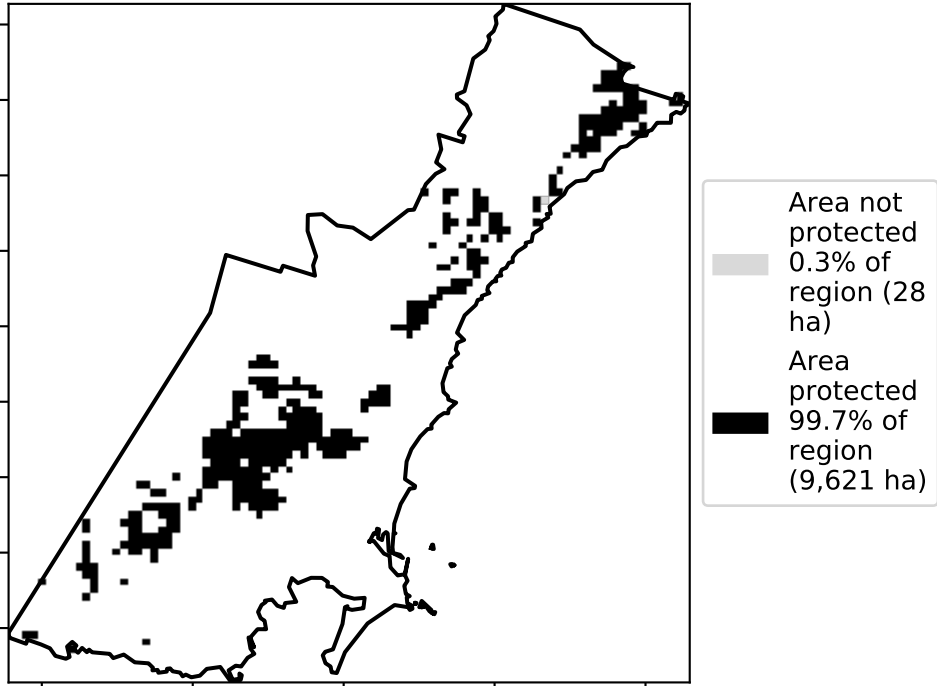 Area not
protected
0.3% of
region (28
ha)
Area
protected
99.7% of
region
(9,621 ha)